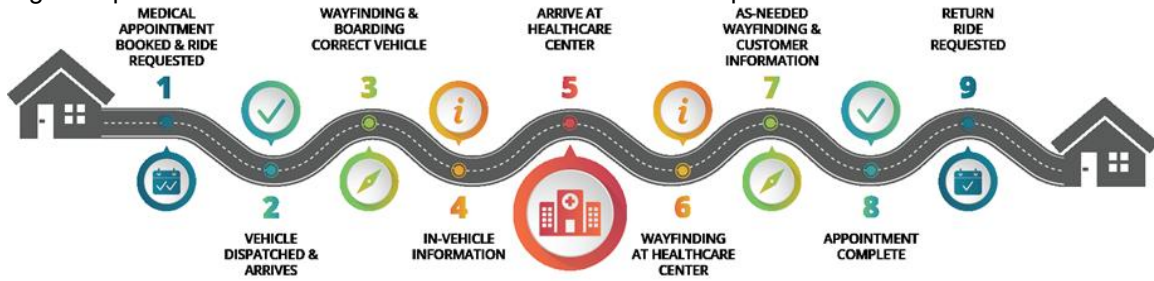 MEDICAL
APPOINTMENT
BOOKED & RIDE
REQUESTED
1
2
VEHICLE
DISPATCHED &
ARRIVES
WAYFINDING &
BOARDING
CORRECT VEHICLE
3
4
IN-VEHICLE
INFORMATION
ARRIVE AT
HEALTHCARE
CENTER
5
6
WAYFINDING
AT HEALTHCARE
CENTER
AS-NEEDED
WAYFINDING &
CUSTOMER
INFORMATION
7
8
APPOINTMENT
COMPLETE
RETURN
RIDE
REQUESTED
9